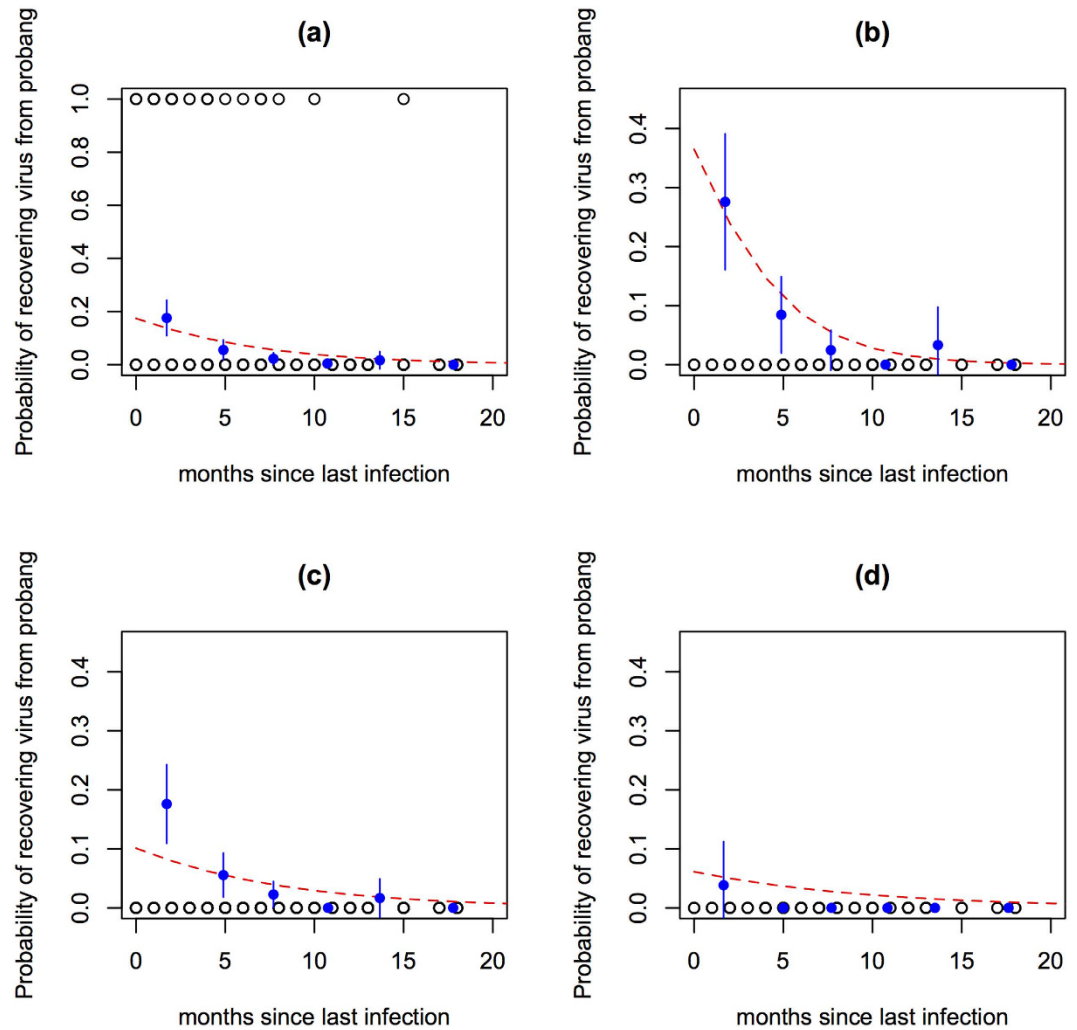 (a)
Probability of recovering virus from probang
1.0
0.8
0.6
0.4
0.2
0.0
0 5 10 15 20
months since last infection
(b)
Probability of recovering virus from probang
0.4
0.3
0.2
0.1
0.0
0 5 10 15 20
months since last infection
(c)
Probability of recovering virus from probang
0.4
0.3
0.2
0.1
0.0
0 5 10 15 20
months since last infection
(d)
Probability of recovering virus from probang
0.4
0.3
0.2
0.1
0.0
0 5 10 15 20
months since last infection